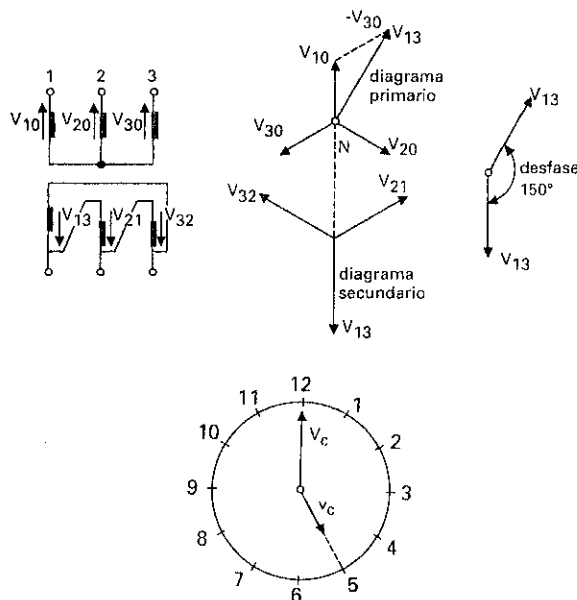 1 2 3
V10 V20 V30
V13 V21 V32
-V30
V10 V13
diagrama
primario
V30 N V20
V32 V21
diagrama
secundario
V13
V13
desfase
150°
V13
12
11 1
10 Vc 2
9 3
vc
8 4
7 5
6